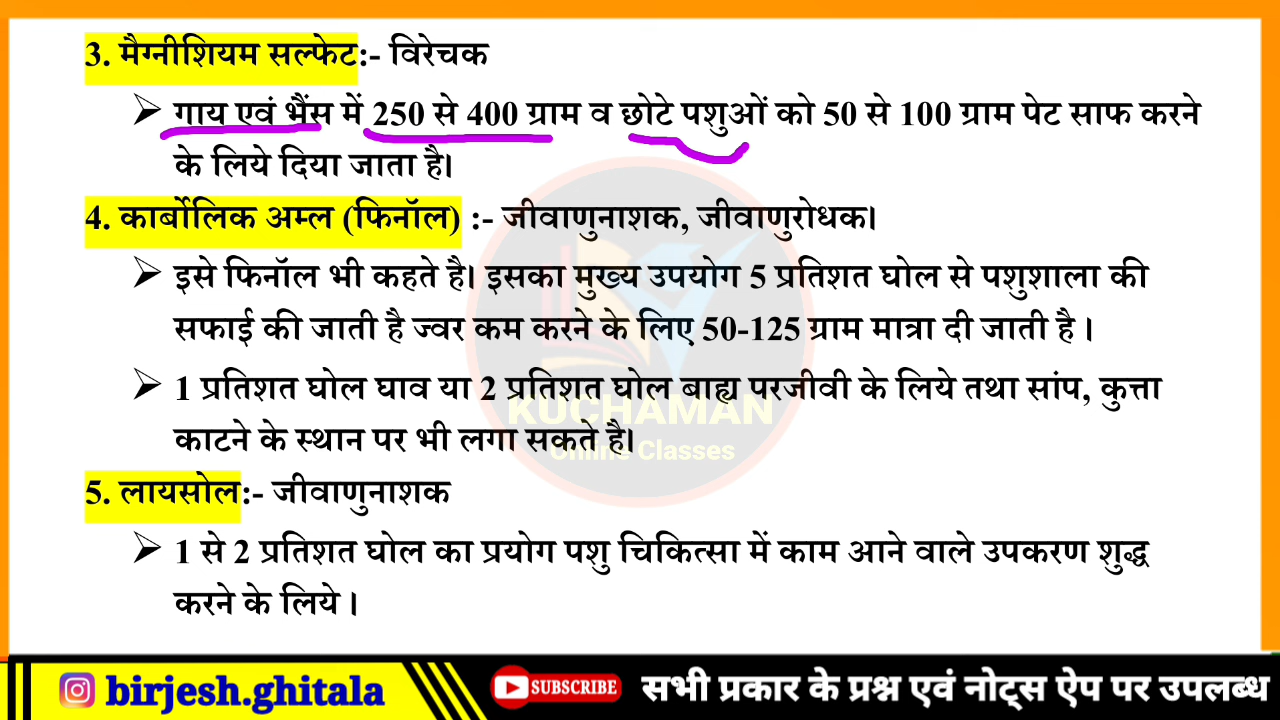 3. मैग्नीशियम सल्फेट:- विरेचक
➢ गाय एवं भैंस में 250 से 400 ग्राम व छोटे पशुओं को 50 से 100 ग्राम पेट साफ करने
के लिये दिया जाता है।
4. कार्बोलिक अम्ल (फिनॉल) :- जीवाणुनाशक, जीवाणुरोधक।
➢ इसे फिनॉल भी कहते है। इसका मुख्य उपयोग 5 प्रतिशत घोल से पशुशाला की
सफाई की जाती है ज्वर कम करने के लिए 50-125 ग्राम मात्रा दी जाती है ।
➢ 1 प्रतिशत घोल घाव या 2 प्रतिशत घोल बाह्य परजीवी के लिये तथा सांप, कुत्ता
काटने के स्थान पर भी लगा सकते है।
KUCHAMAN
Online Classes
5. लायसोल:- जीवाणुनाशक
➢ 1 से 2 प्रतिशत घोल का प्रयोग पशु चिकित्सा में काम आने वाले उपकरण शुद्ध
करने के लिये ।
birjesh.ghitala SUBSCRIBE सभी प्रकार के प्रश्न एवं नोट्स ऐप पर उपलब्ध